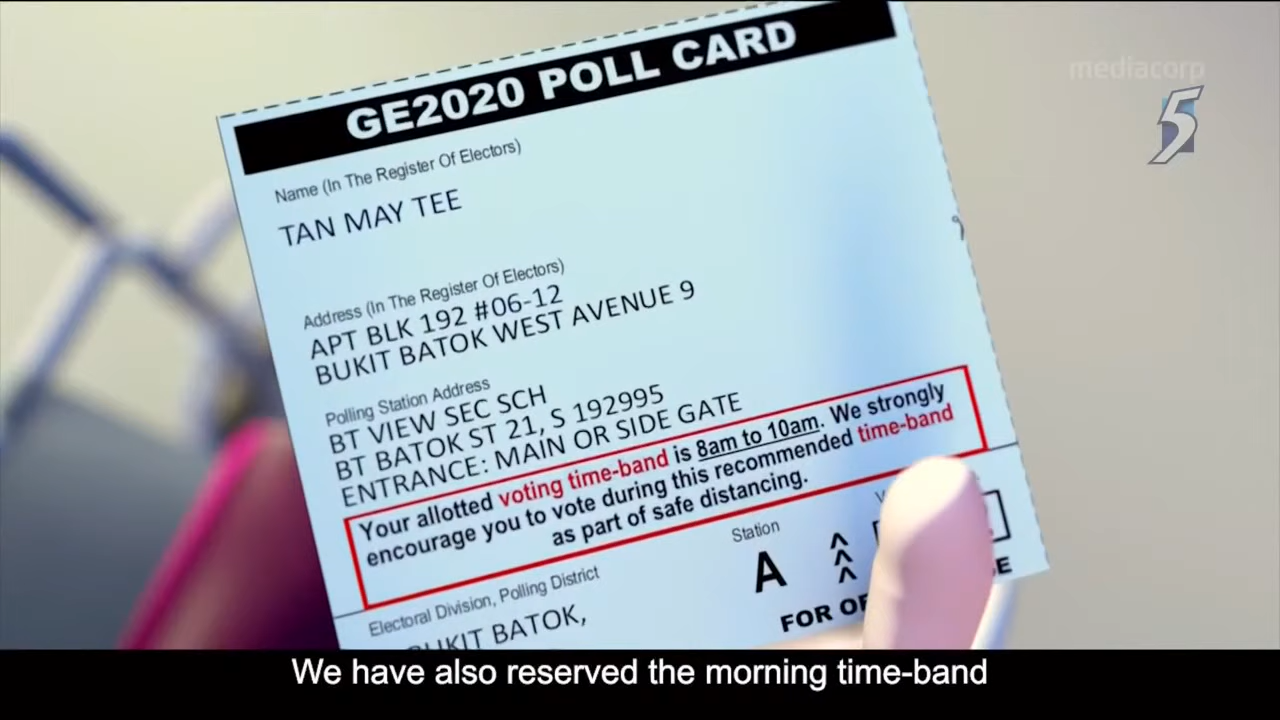 mediacorp
5
GE2020 POLL CARD
Name (In The Register Of Electors)
TAN MAY TEE
Address (In The Register Of Electors)
APT BLK 192 #06-12
BUKIT BATOK WEST AVENUE 9
Polling Station Address
BT VIEW SEC SCH
BT BATOK ST 21, S 192995
ENTRANCE: MAIN OR SIDE GATE
Your allotted voting time-band is 8am to 10am. We strongly
encourage you to vote during this recommended time-band
as part of safe distancing.
Station
A
Electoral Division, Polling District
BUKIT BATOK,
FOR
We have also reserved the morning time-band